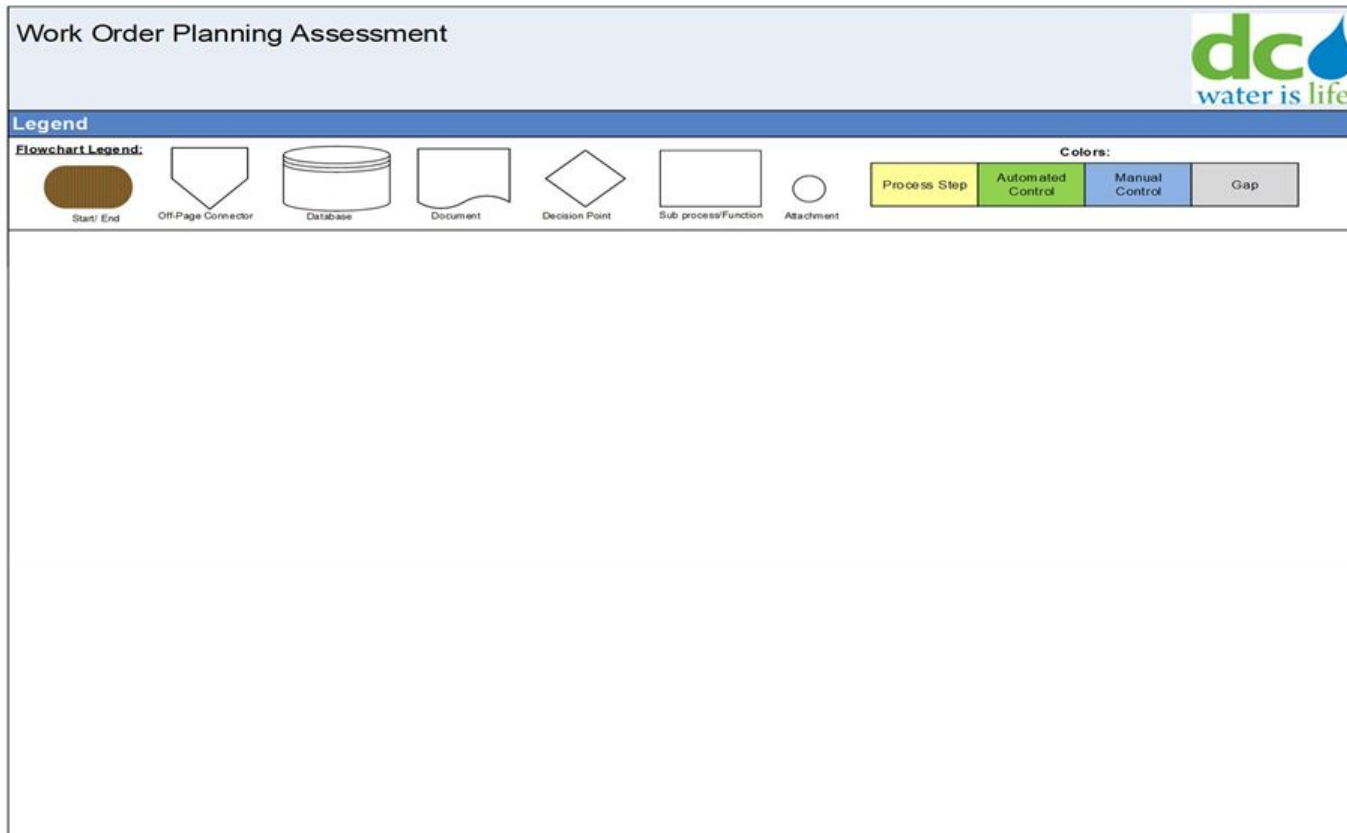 Work Order Planning Assessment
dc
water is life
Legend
Flowchart Legend:
Start/ End
Off-Page Connector
Database
Document
Decision Point
Sub process/Function
Attachment
Colors:
Process Step
Automated
Control
Manual
Control
Gap